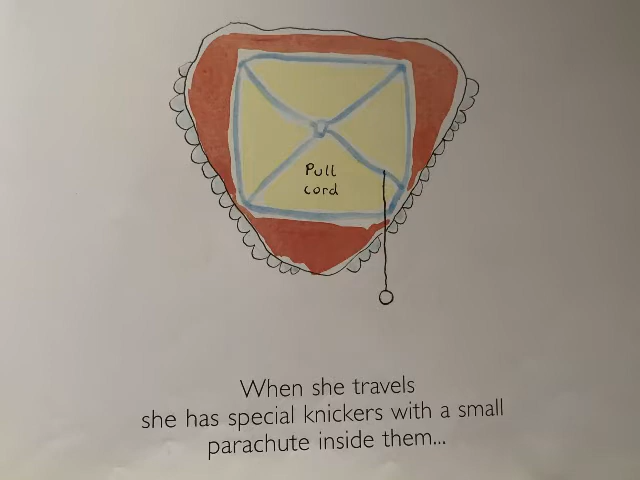 Pull
cord
When she travels
she has special knickers with a small
parachute inside them...